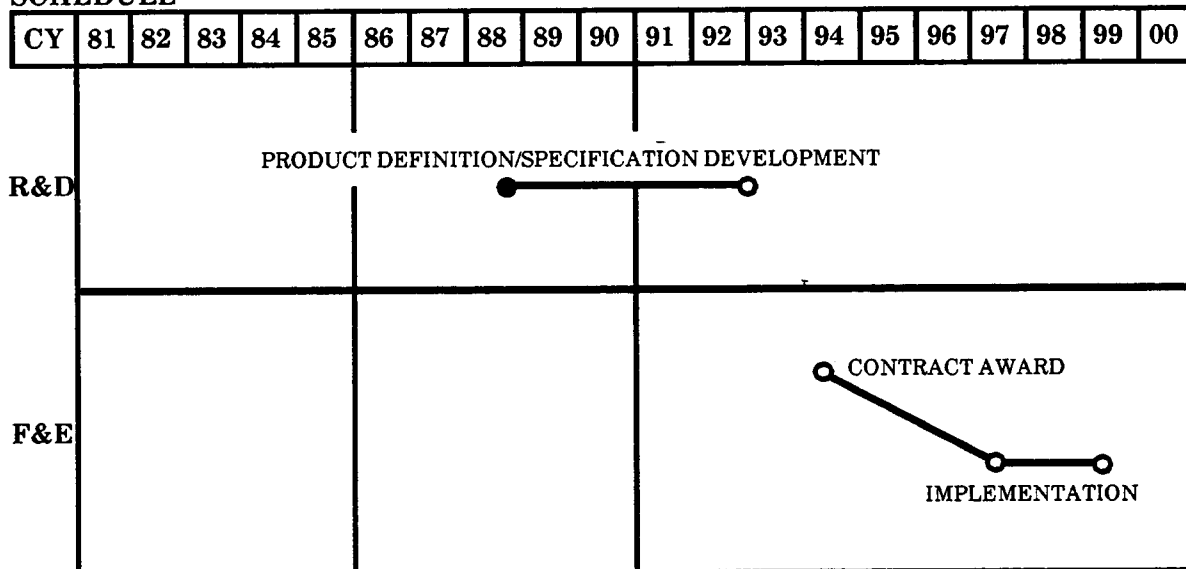 SCHEDULE
CY 81 82 83 84 85 86 87 88 89 90 91 92 93 94 95 96 97 98 99 00
PRODUCT DEFINITION/SPECIFICATION DEVELOPMENT
R&D
CONTRACT AWARD
F&E
IMPLEMENTATION